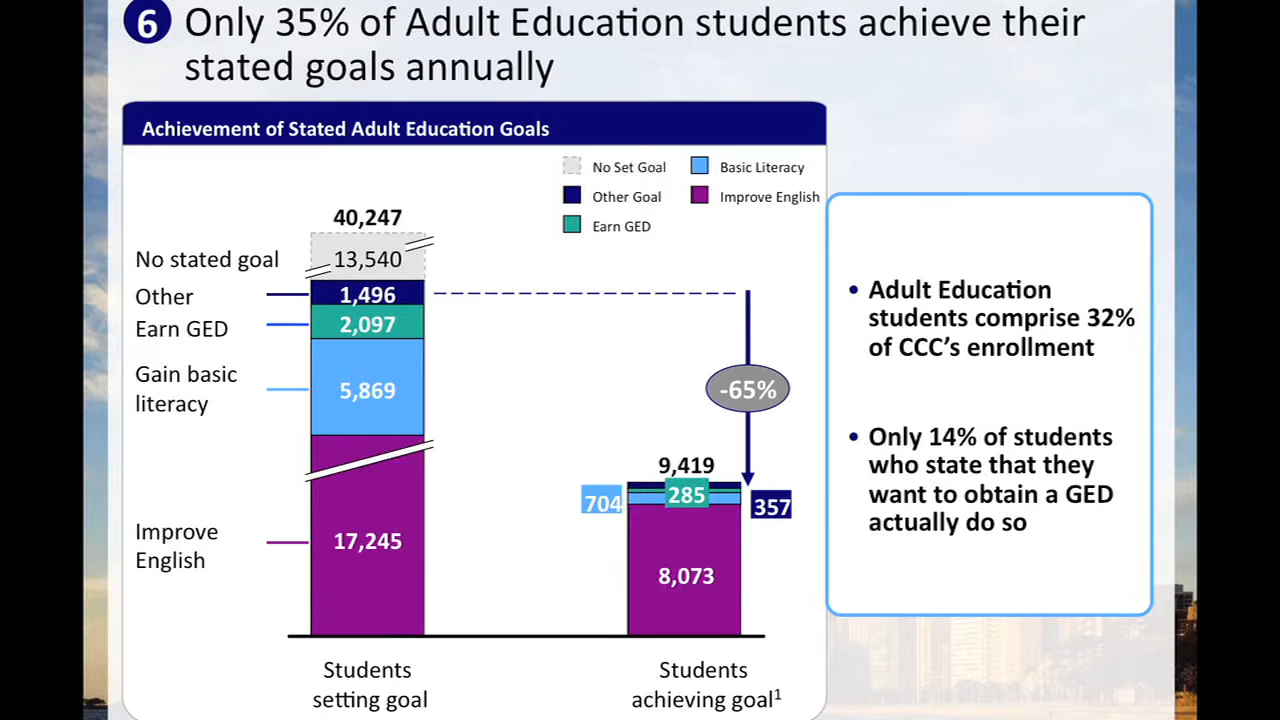 6 Only 35% of Adult Education students achieve their
stated goals annually
Achievement of Stated Adult Education Goals
No Set Goal
Basic Literacy
Other Goal
Improve English
Earn GED
40,247
No stated goal
13,540
Other
1,496
Earn GED
2,097
Gain basic
literacy
5,869
Improve
English
17,245
-65%
9,419
704
285
357
8,073
Students
setting goal
Students
achieving goal1
• Adult Education
students comprise 32%
of CCC’s enrollment
• Only 14% of students
who state that they
want to obtain a GED
actually do so